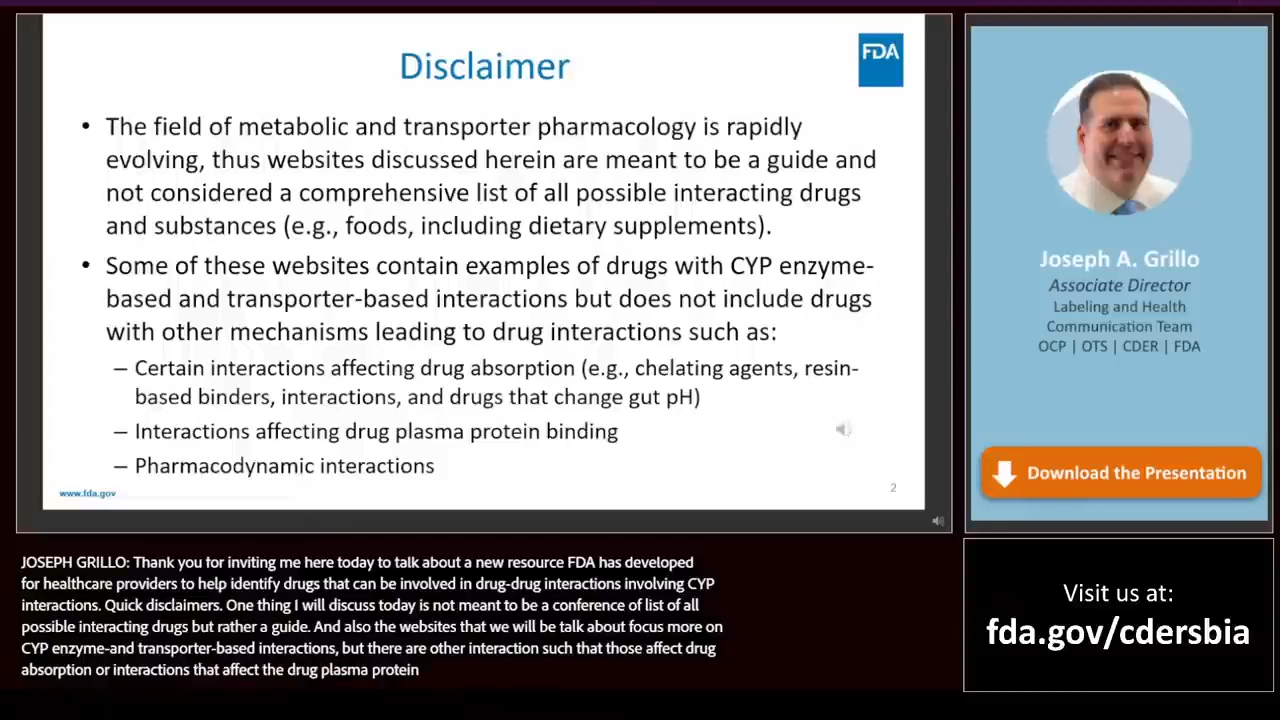 Disclaimer
FDA
• The field of metabolic and transporter pharmacology is rapidly
evolving, thus websites discussed herein are meant to be a guide and
not considered a comprehensive list of all possible interacting drugs
and substances (e.g., foods, including dietary supplements).
• Some of these websites contain examples of drugs with CYP enzyme-
based and transporter-based interactions but does not include drugs
with other mechanisms leading to drug interactions such as:
– Certain interactions affecting drug absorption (e.g., chelating agents, resin-
based binders, interactions, and drugs that change gut pH)
– Interactions affecting drug plasma protein binding
– Pharmacodynamic interactions
www.fda.gov
2
Joseph A. Grillo
Associate Director
Labeling and Health
Communication Team
OCP | OTS | CDER | FDA
Download the Presentation
JOSEPH GRILLO: Thank you for inviting me here today to talk about a new resource FDA has developed
for healthcare providers to help identify drugs that can be involved in drug-drug interactions involving CYP
interactions. Quick disclaimers. One thing I will discuss today is not meant to be a conference of list of all
possible interacting drugs but rather a guide. And also the websites that we will be talk about focus more on
CYP enzyme-and transporter-based interactions, but there are other interaction such that those affect drug
absorption or interactions that affect the drug plasma protein
Visit us at:
fda.gov/cdersbia